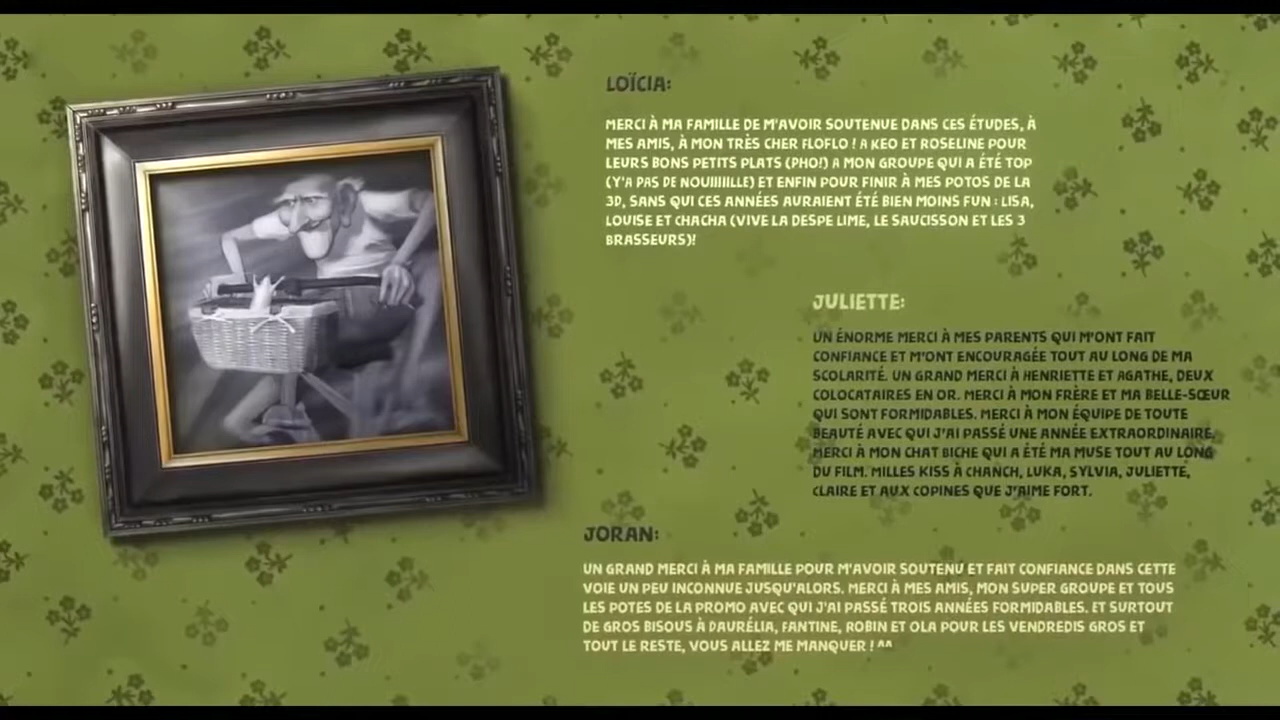 LOÏCIA:
MERCI À MA FAMILLE DE M'AVOIR SOUTENUE DANS CES ÉTUDES, À
MES AMIS, À MON TRÈS CHER FLOFLO ! A KEO ET ROSELINE POUR
LEURS BONS PETITS PLATS (PHO!) A MON GROUPE QUI A ÉTÉ TOP
(Y'A PAS DE NOUIIIIIILLE) ET ENFIN POUR FINIR À MES POTOS DE LA
3D, SANS QUI CES ANNÉES AURAIENT ÉTÉ BIEN MOINS FUN : LISA,
LOUISE ET CHACHA (VIVE LA DESPE LIME, LE SAUCISSON ET LES 3
BRASSEURS)!
JULIETTE:
UN ÉNORME MERCI À MES PARENTS QUI M'ONT FAIT
CONFIANCE ET M'ONT ENCOURAGÉE TOUT AU LONG DE MA
SCOLARITÉ. UN GRAND MERCI À HENRIETTE ET AGATHE, DEUX
COLOCATAIRES EN OR. MERCI À MON FRÈRE ET MA BELLE-SŒUR
QUI SONT FORMIDABLES. MERCI À MON ÉQUIPE DE TOUTE
BEAUTÉ AVEC QUI J'AI PASSÉ UNE ANNÉE EXTRAORDINAIRE.
MERCI À MON CHAT BICHE QUI A ÉTÉ MA MUSE TOUT AU LONG
DU FILM. MILLES KISS À CHANCH, LUKA, SYLVIA, JULIETTE,
CLAIRE ET AUX COPINES QUE J'AIME FORT.
JORAN:
UN GRAND MERCI À MA FAMILLE POUR M'AVOIR SOUTENU ET FAIT CONFIANCE DANS CETTE
VOIE UN PEU INCONNUE JUSQU'ALORS. MERCI À MES AMIS, MON SUPER GROUPE ET TOUS
LES POTES DE LA PROMO AVEC QUI J'AI PASSÉ TROIS ANNÉES FORMIDABLES. ET SURTOUT
DE GROS BISOUS À DAURÉLIA, FANTINE, ROBIN ET OLA POUR LES VENDREDIS GROS ET
TOUT LE RESTE, VOUS ALLEZ ME MANQUER ! ^^